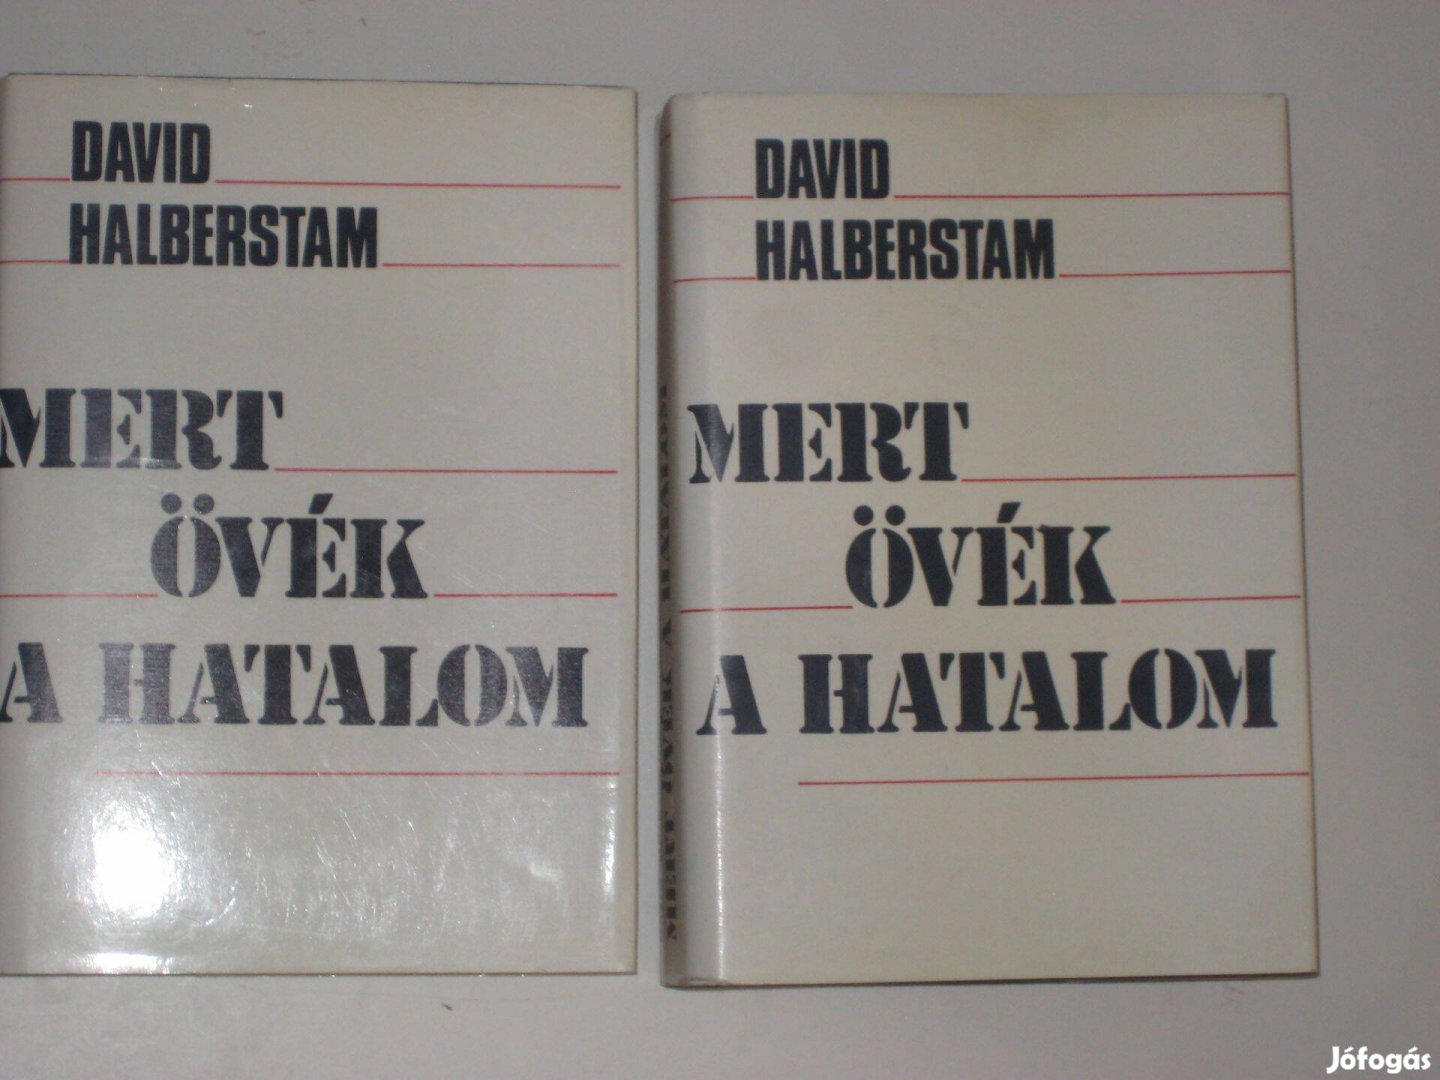 DAVID
HALBERSTAM
MERT
ÖVÉK
A HATALOM
DAVID
HALBERSTAM
MERT
ÖVÉK
A HATALOM
MERT ÖVÉK A HATALOM
Jófogás